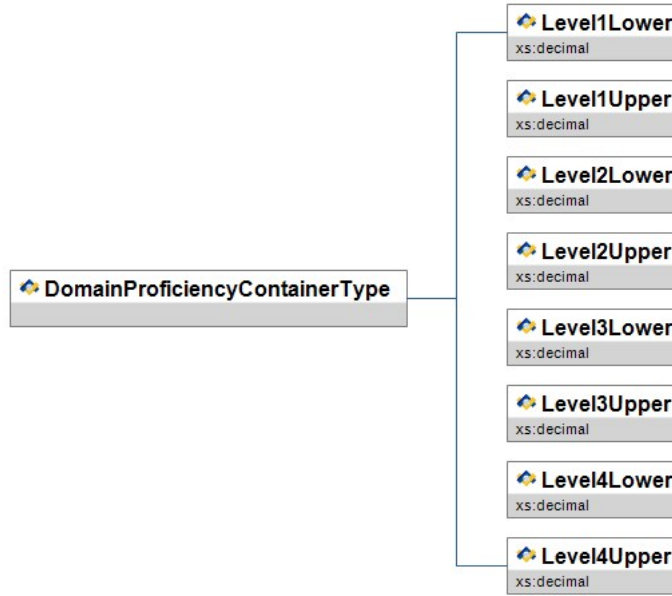 Level1Lower
xs:decimal
Level1Upper
xs:decimal
Level2Lower
xs:decimal
Level2Upper
xs:decimal
DomainProficiencyContainerType
Level3Lower
xs:decimal
Level3Upper
xs:decimal
Level4Lower
xs:decimal
Level4Upper
xs:decimal